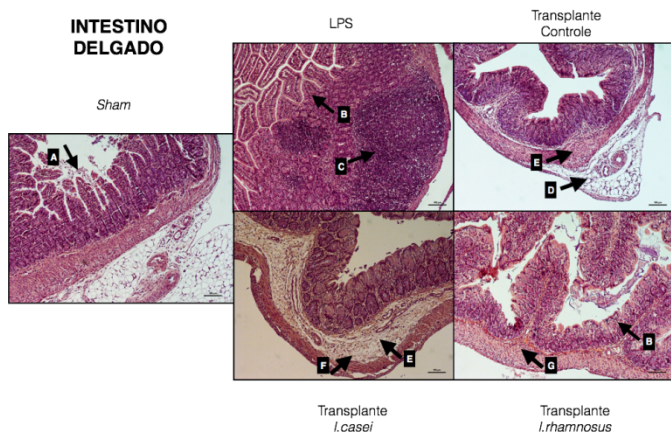 INTESTINO
DELGADO
Sham
LPS
Transplante
Controle
A
B
C
E
D
F
E
B
G
Transplante
l.casei
Transplante
l.rhamnosus